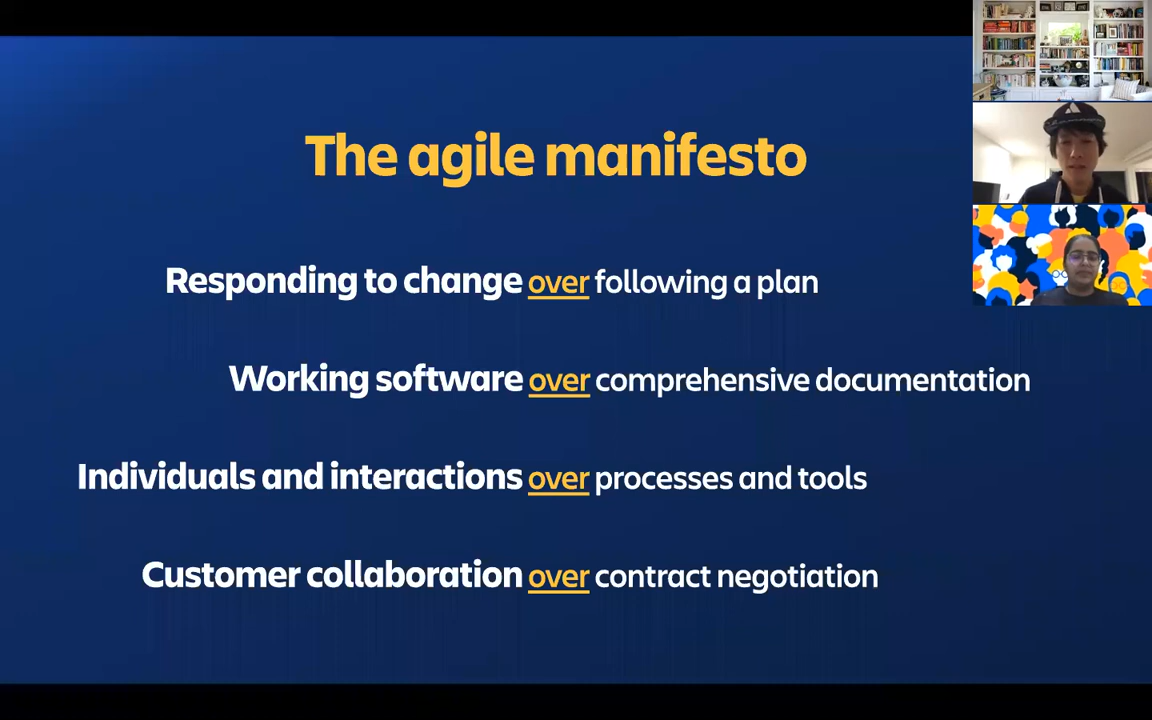 The agile manifesto
Responding to change over following a plan
Working software over comprehensive documentation
Individuals and interactions over processes and tools
Customer collaboration over contract negotiation